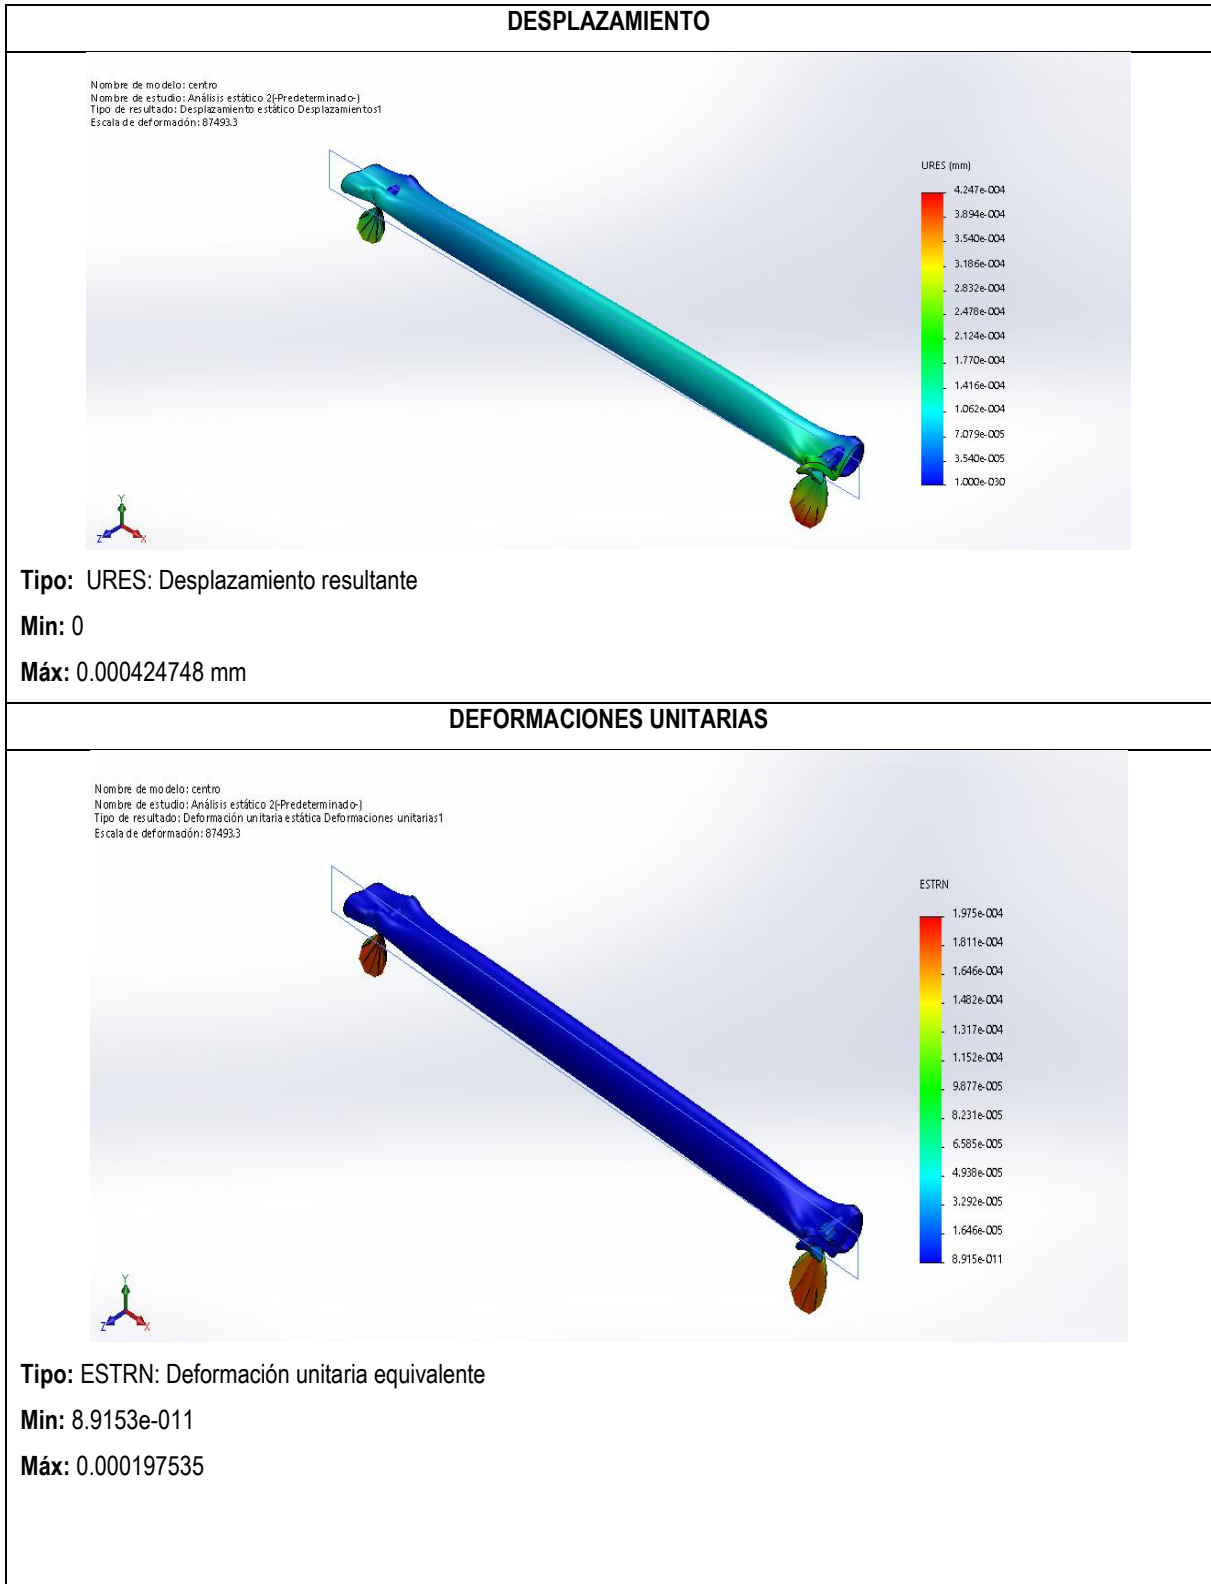 DESPLAZAMIENTO
Nombre de modelo: centro
Nombre de estudio: Análisis estático 2(-Predeterminado-)
Tipo de resultado: Desplazamiento estático Desplazamientos1
Escala de deformación: 87493.3
URES (mm)
4.247e-004
3.894e-004
3.540e-004
3.186e-004
2.832e-004
2.478e-004
2.124e-004
1.770e-004
1.416e-004
1.062e-004
7.079e-005
3.540e-005
1.000e-030
Y
Z
X
Tipo: URES: Desplazamiento resultante
Min: 0
Máx: 0.000424748 mm
DEFORMACIONES UNITARIAS
Nombre de modelo: centro
Nombre de estudio: Análisis estático 2(-Predeterminado-)
Tipo de resultado: Deformación unitaria estática Deformaciones unitarias1
Escala de deformación: 87493.3
ESTRN
1.975e-004
1.811e-004
1.646e-004
1.482e-004
1.317e-004
1.152e-004
9.877e-005
8.231e-005
6.585e-005
4.938e-005
3.292e-005
1.646e-005
8.915e-011
Y
Z
X
Tipo: ESTRN: Deformación unitaria equivalente
Min: 8.9153e-011
Máx: 0.000197535